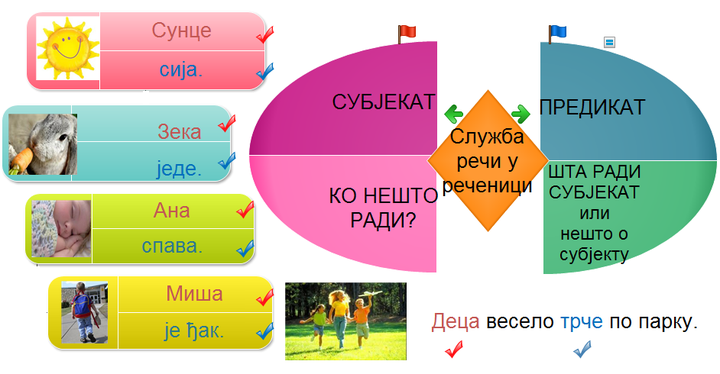 Сунце
сија.
Зека
једе.
Ана
спава.
Миша
је ђак.
СУБЈЕКАТ
КО НЕШТО
РАДИ?
Служба
речи у
реченици
ПРЕДИКАТ
ШТА РАДИ
СУБЈЕКАТ
или
нешто о
субјекту
Деца весело трче по парку.